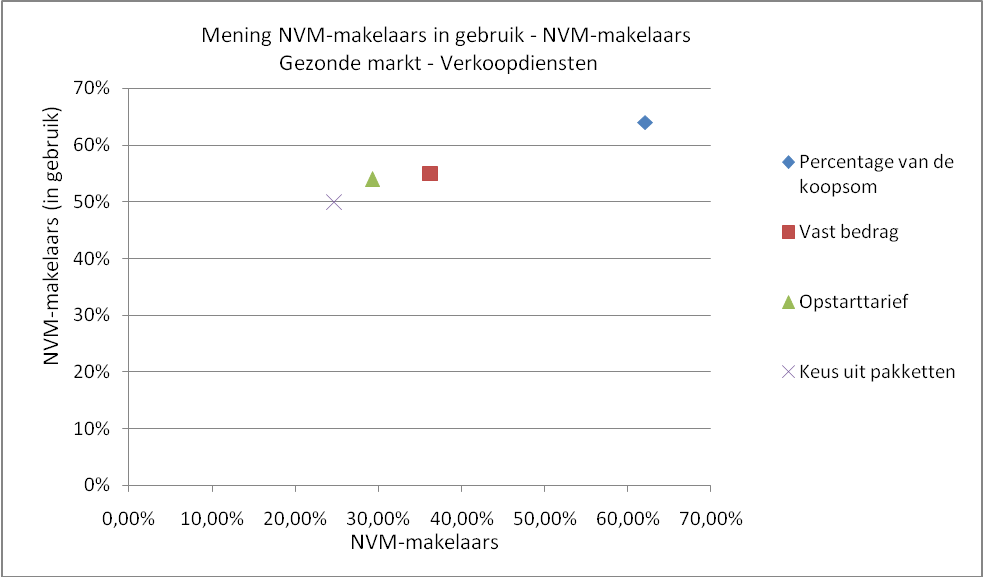 Mening NVM-makelaars in gebruik - NVM-makelaars
Gezonde markt - Verkoopdiensten
NVM-makelaars (in gebruik)
70%
60%
50%
40%
30%
20%
10%
0%
0,00%
10,00%
20,00%
30,00%
40,00%
50,00%
60,00%
70,00%
NVM-makelaars
Percentage van de
koopsom
Vast bedrag
Opstarttarief
Keus uit pakketten